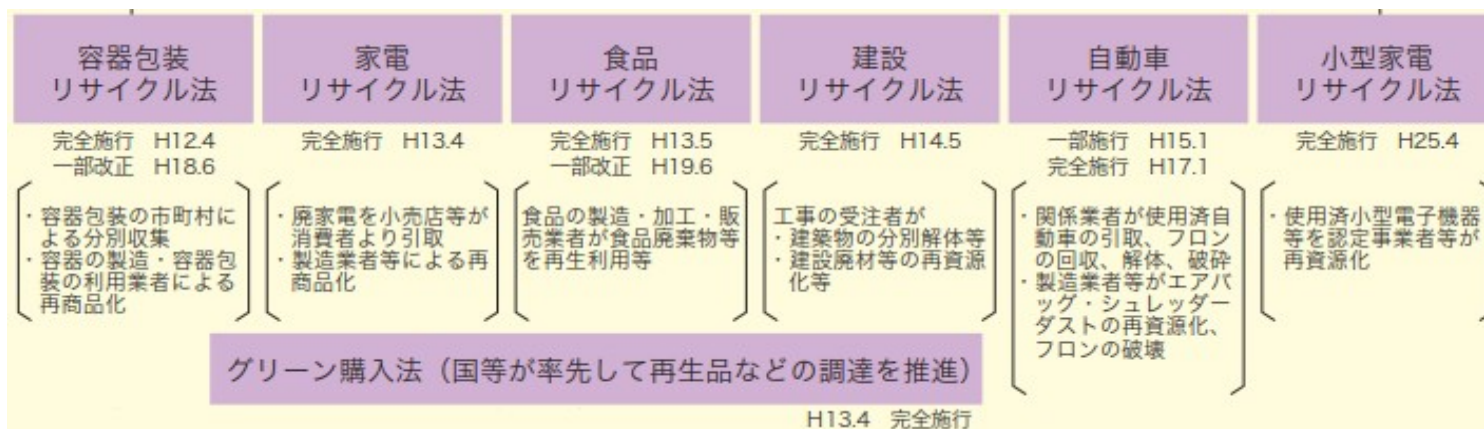 容器包装
リサイクル法
完全施行 H12.4
一部改正 H18.6
・容器包装の市町村に
よる分別収集
・容器の製造・容器包
装の利用業者による
再商品化
家電
リサイクル法
完全施行 H13.4
・廃家電を小売店等が
消費者より引取
・製造業者等による再
商品化
食品
リサイクル法
完全施行 H13.5
一部改正 H19.6
食品の製造・加工・販
売業者が食品廃棄物等
を再生利用等
建設
リサイクル法
完全施行 H14.5
工事の受注者が
・建築物の分別解体等
・建設廃材等の再資源
化等
自動車
リサイクル法
一部施行 H15.1
完全施行 H17.1
・関係業者が使用済自
動車の引取、フロン
の回収、解体、破砕
・製造業者等がエアバ
ッグ・シュレッダー
ダストの再資源化、
フロンの破壊
小型家電
リサイクル法
完全施行 H25.4
・使用済小型電子機器
等を認定事業者等が
再資源化
グリーン購入法（国等が率先して再生品などの調達を推進）
H13.4 完全施行